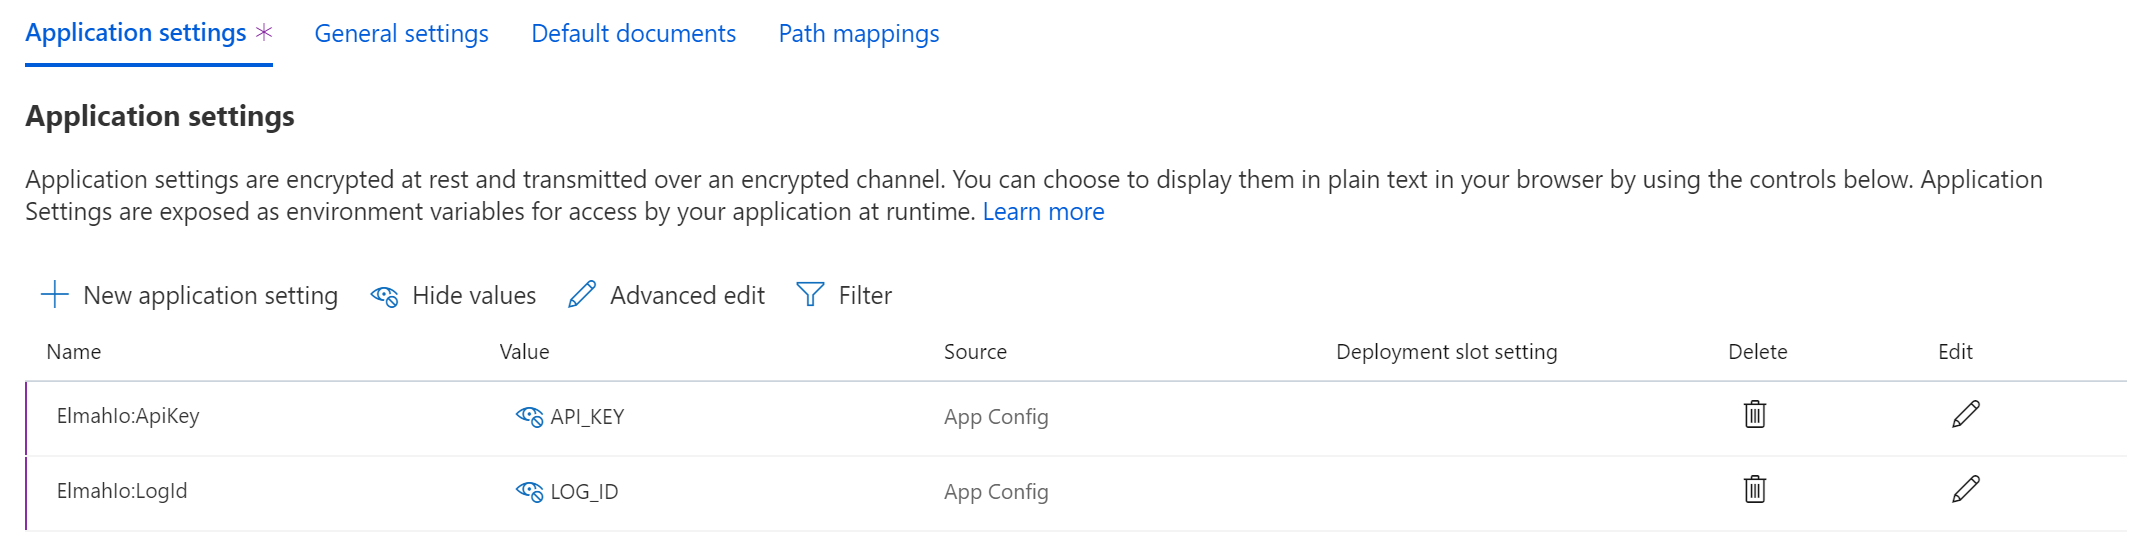 Application settings * General settings Default documents Path mappings
Application settings
Application settings are encrypted at rest and transmitted over an encrypted channel. You can choose to display them in plain text in your browser by using the controls below. Application
Settings are exposed as environment variables for access by your application at runtime. Learn more
New application setting Hide values Advanced edit Filter
Name Value Source Deployment slot setting Delete Edit
ElmahIo:ApiKey API_KEY App Config
ElmahIo:LogId LOG_ID App Config